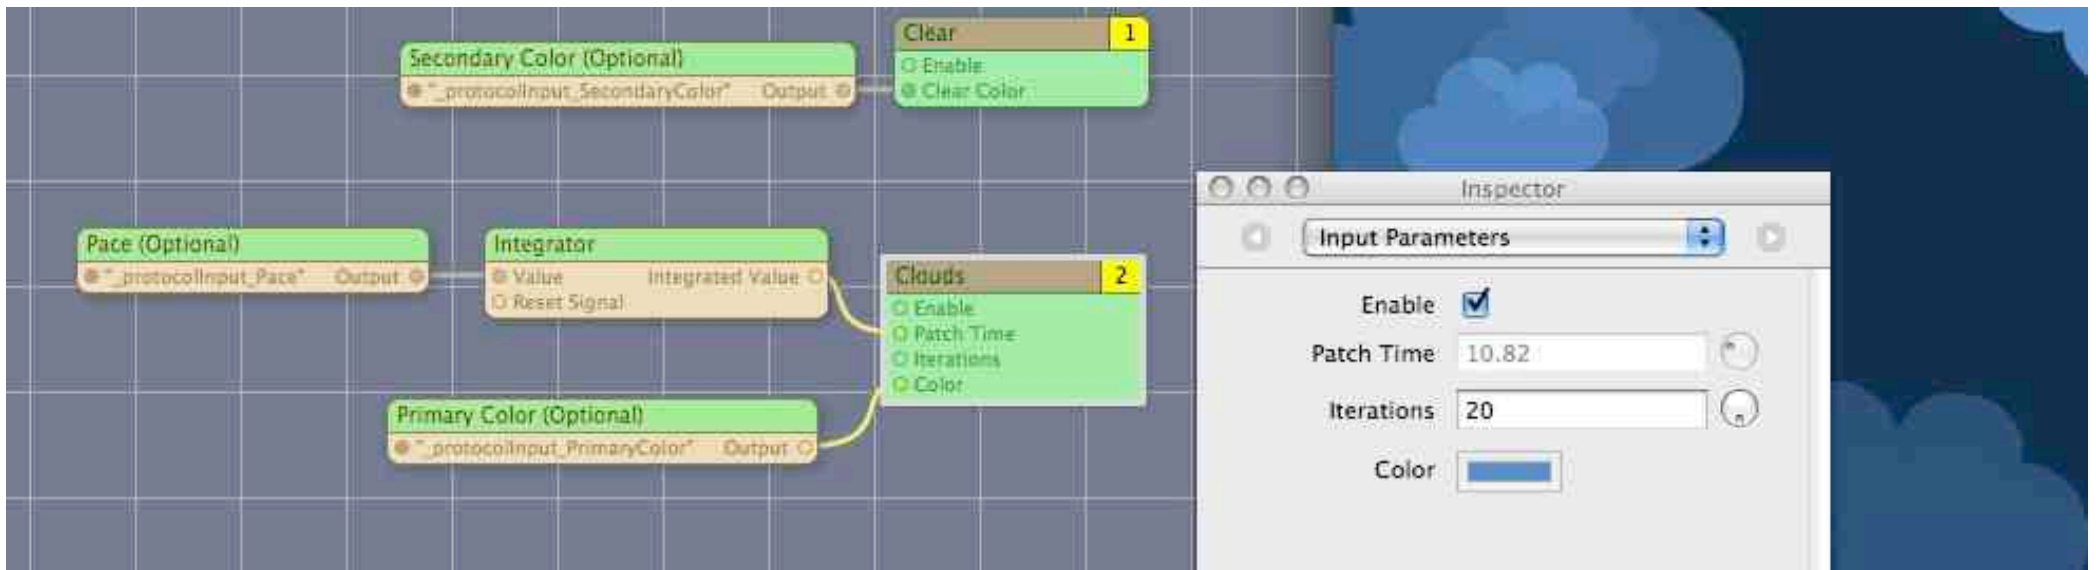 Secondary Color (Optional)
"_protocolInput_SecondaryColor" Output
Clear 1
Enable
Clear Color
Pace (Optional)
"_protocolInput_Pace" Output
Integrator
Value Integrated Value
Reset Signal
Clouds 2
Enable
Patch Time
Iterations
Color
Primary Color (Optional)
"_protocolInput_PrimaryColor" Output
Inspector
Input Parameters
Enable
Patch Time 10.82
Iterations 20
Color